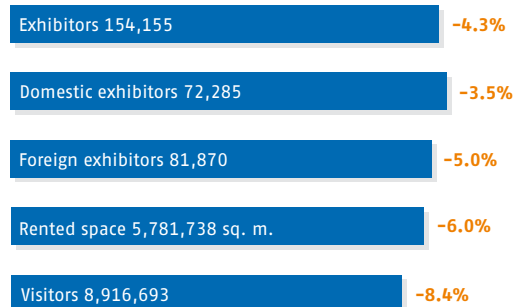 Exhibitors 154,155 -4.3%
Domestic exhibitors 72,285 -3.5%
Foreign exhibitors 81,870 -5.0%
Rented space 5,781,738 sq. m. -6.0%
Visitors 8,916,693 -8.4%